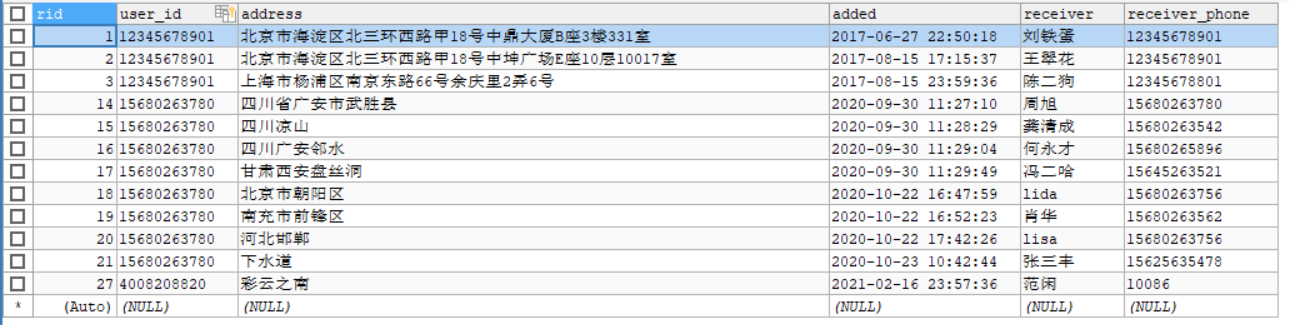 rid user_id address added receiver receiver_phone
1 12345678901 北京市海淀区北三环西路甲18号中鼎大厦B座3楼331室 2017-06-27 22:50:18 刘铁蛋 12345678901
2 12345678901 北京市海淀区北三环西路甲18号中坤广场E座10层10017室 2017-08-15 17:15:37 王翠花 12345678901
3 12345678901 上海市杨浦区南京东路66号余庆里2弄6号 2017-08-15 23:59:36 陈二狗 12345678801
14 15680263780 四川省广安市武胜县 2020-09-30 11:27:10 周旭 15680263780
15 15680263780 四川凉山 2020-09-30 11:28:29 龚清成 15680263542
16 15680263780 四川广安邻水 2020-09-30 11:29:04 何永才 15680265896
17 15680263780 甘肃西安盘丝洞 2020-09-30 11:29:49 冯二哈 15645263521
18 15680263780 北京市朝阳区 2020-10-22 16:47:59 lida 15680263756
19 15680263780 南充市前锋区 2020-10-22 16:52:23 肖华 15680263562
20 15680263780 河北邯郸 2020-10-22 17:42:26 lisa 15680263756
21 15680263780 下水道 2020-10-23 10:42:44 张三丰 15625635478
27 4008208820 彩云之南 2021-02-16 23:57:36 范闲 10086
* (Auto) (NULL) (NULL) (NULL) (NULL) (NULL)